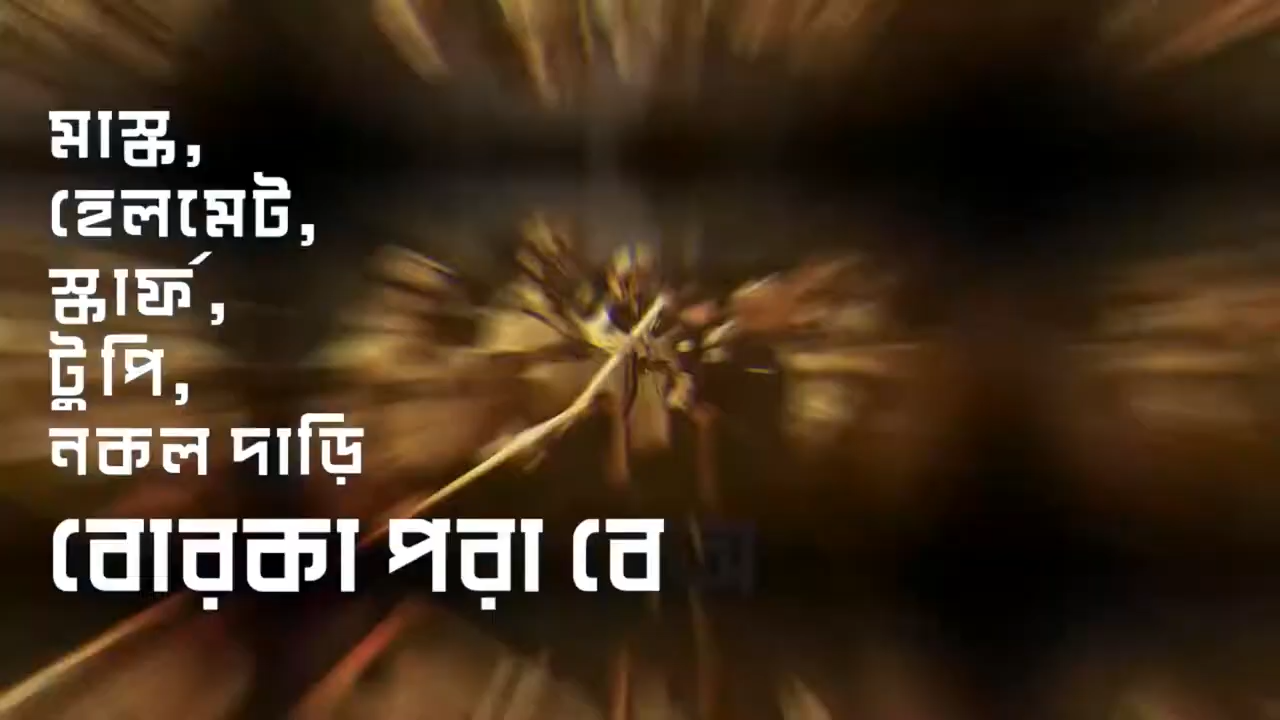 মাস্ক,
হেলমেট,
স্কার্ফ,
টুপি,
নকল দাড়ি
বোরকা পরা বে